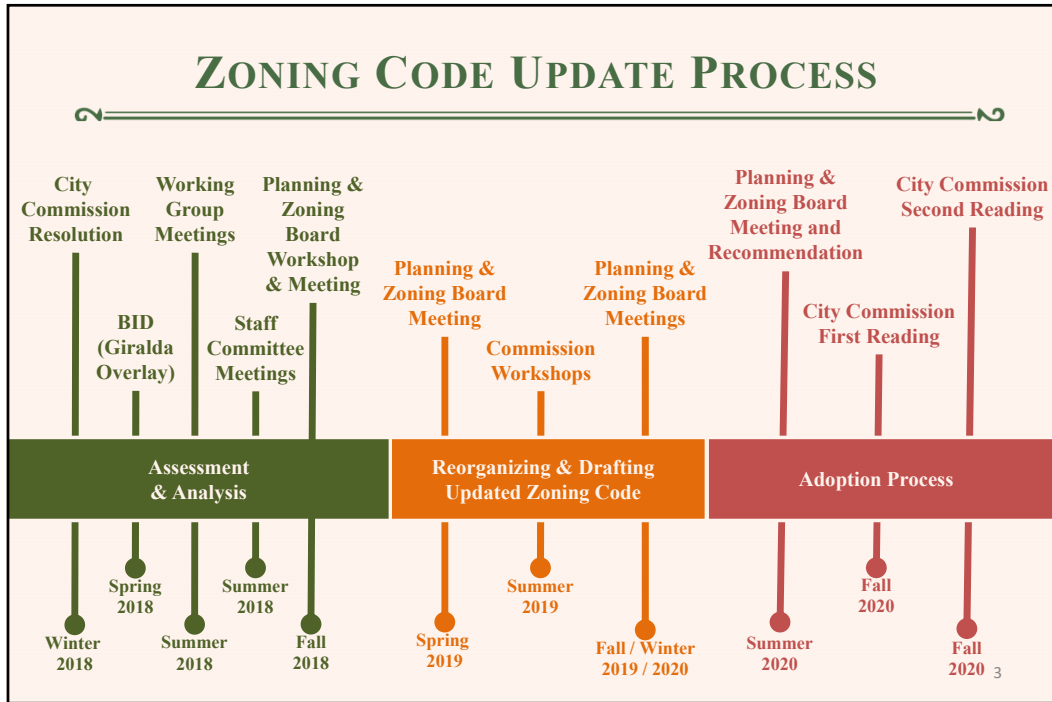 ZONING CODE UPDATE PROCESS
City
Commission
Resolution
BID
(Giralda
Overlay)
Working
Group
Meetings
Staff
Committee
Meetings
Planning &
Zoning
Board
Workshop
& Meeting
Planning &
Zoning Board
Meeting
Commission
Workshops
Planning &
Zoning Board
Meetings
Planning &
Zoning Board
Meeting and
Recommendation
City Commission
First Reading
City Commission
Second Reading
Assessment
& Analysis
Reorganizing & Drafting
Updated Zoning Code
Adoption Process
Winter
2018
Spring
2018
Summer
2018
Summer
2018
Fall
2018
Spring
2019
Summer
2019
Fall / Winter
2019 / 2020
Summer
2020
Fall
2020
Fall
2020
3